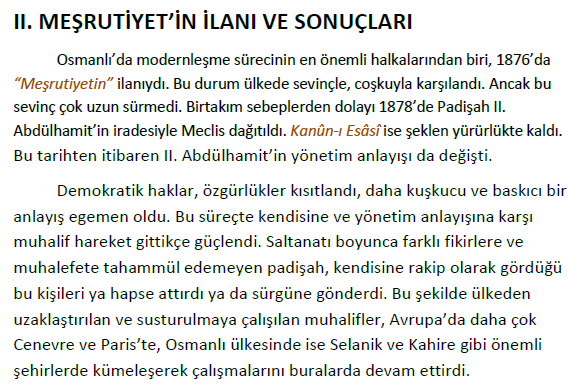 II. MEŞRUTİYET’İN İLANI VE SONUÇLARI
Osmanlı’da modernleşme sürecinin en önemli halkalarından biri, 1876’da
“Meşrutiyetin” ilanıydı. Bu durum ülkede sevinçle, coşkuyla karşılandı. Ancak bu
sevinç çok uzun sürmedi. Birtakım sebeplerden dolayı 1878’de Padişah II.
Abdülhamit’in iradesiyle Meclis dağıtıldı. Kanûn-ı Esâsî ise şeklen yürürlükte kaldı.
Bu tarihten itibaren II. Abdülhamit’in yönetim anlayışı da değişti.
Demokratik haklar, özgürlükler kısıtlandı, daha kuşkucu ve baskıcı bir
anlayış egemen oldu. Bu süreçte kendisine ve yönetim anlayışına karşı
muhalif hareket gittikçe güçlendi. Saltanatı boyunca farklı fikirlere ve
muhalefete tahammül edemeyen padişah, kendisine rakip olarak gördüğü
bu kişileri ya hapse attırdı ya da sürgüne gönderdi. Bu şekilde ülkeden
uzaklaştırılan ve susturulmaya çalışılan muhalifler, Avrupa’da daha çok
Cenevre ve Paris’te, Osmanlı ülkesinde ise Selanik ve Kahire gibi önemli
şehirlerde kümeleşerek çalışmalarını buralarda devam ettirdi.